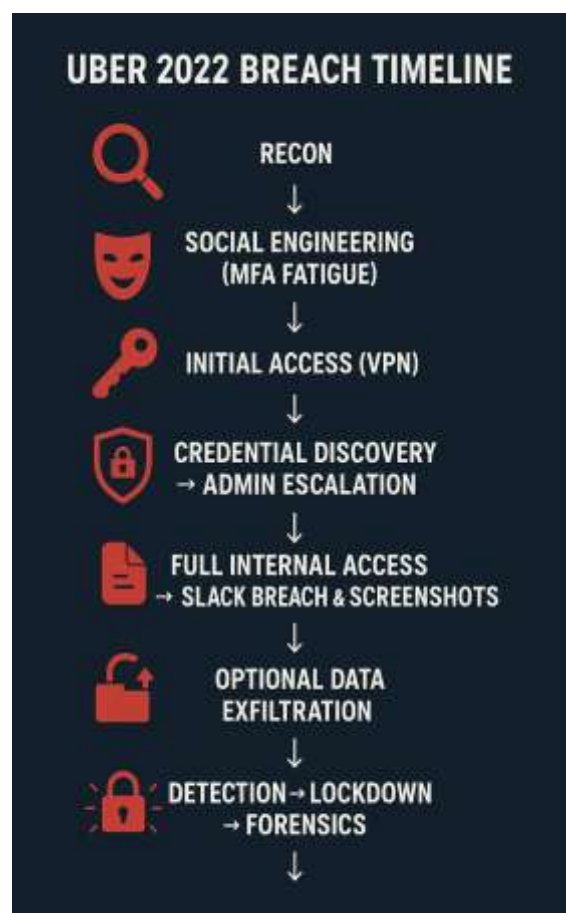 UBER 2022 BREACH TIMELINE
RECON
↓
SOCIAL ENGINEERING
(MFA FATIGUE)
↓
INITIAL ACCESS (VPN)
↓
CREDENTIAL DISCOVERY
→ ADMIN ESCALATION
↓
FULL INTERNAL ACCESS
→ SLACK BREACH & SCREENSHOTS
↓
OPTIONAL DATA
EXFILTRATION
↓
DETECTION → LOCKDOWN
→ FORENSICS
↓